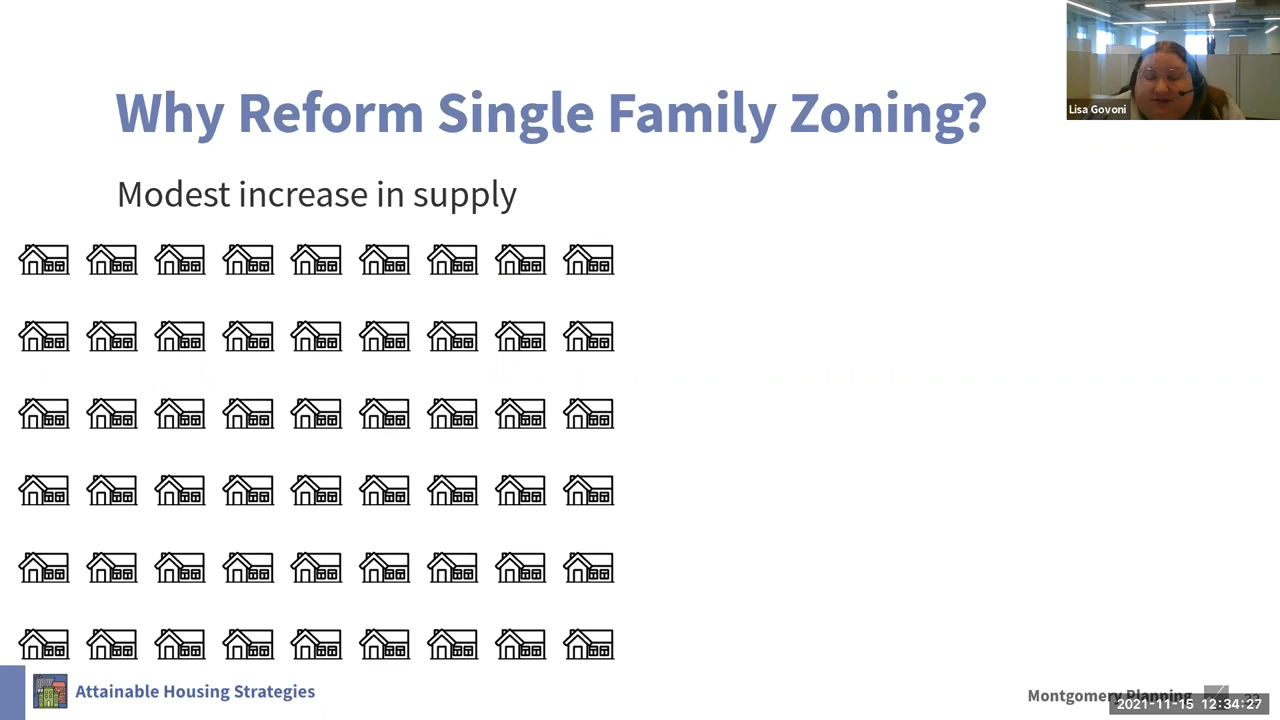 Why Reform Single Family Zoning?
Lisa Govoni
Modest increase in supply
Attainable Housing Strategies
Montgomery Planning
2021-11-15 12:34:27